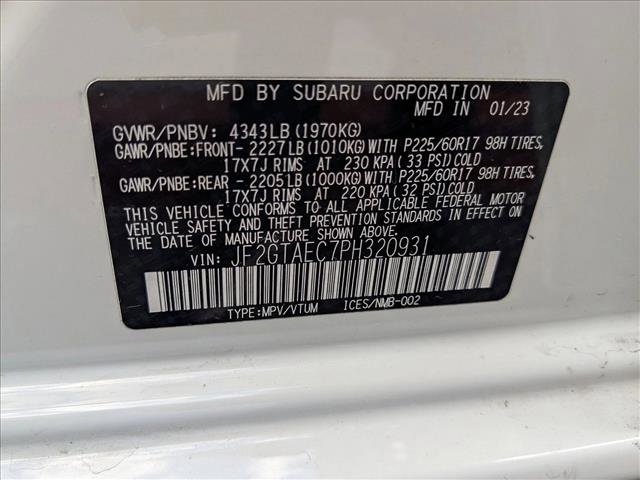 MFD BY SUBARU CORPORATION
MFD IN 01/23
GVWR/PNBV: 4343LB(1970KG)
GAWR/PNBE:FRONT- 2227LB(1010KG)WITH P225/60R17 98H TIRES,
17X7J RIMS AT 230 KPA(33 PSI)COLD
GAWR/PNBE:REAR - 2205LB(1000KG)WITH P225/60R17 98H TIRES,
17X7J RIMS AT 220 KPA(32 PSI)COLD
THIS VEHICLE CONFORMS TO ALL APPLICABLE FEDERAL MOTOR
VEHICLE SAFETY AND THEFT PREVENTION STANDARDS IN EFFECT
ON THE DATE OF MANUFACTURE SHOWN ABOVE.
VIN: JF2GTAEC7PH320931
TYPE:MPV/VTUM ICES/NMB-002